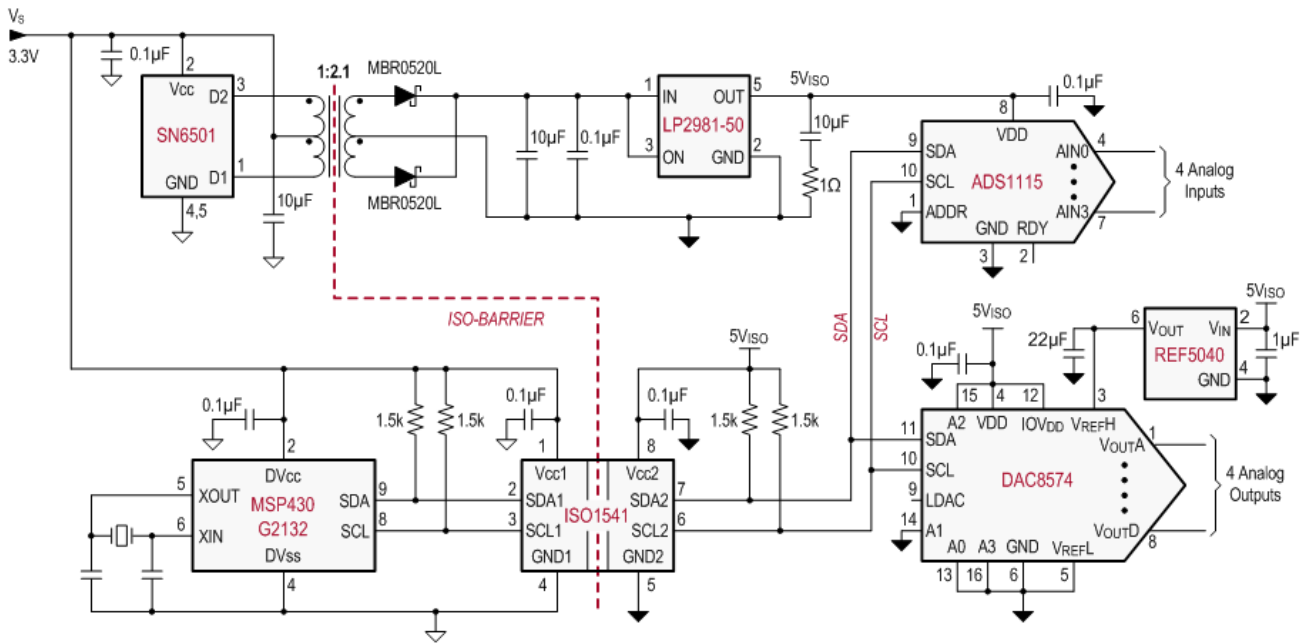 VS
3.3V
0.1µF
2
Vcc
3
D2
SN6501
1
D1
GND
4,5
10µF
1:2.1
MBR0520L
MBR0520L
10µF
0.1µF
1
IN
OUT
5
LP2981-50
3
ON
GND
2
5VISO
10µF
1Ω
0.1µF
8
VDD
9
SDA
AIN0
4
10
SCL
ADS1115
1
ADDR
AIN3
7
GND
RDY
3
2
4 Analog
Inputs
ISO-BARRIER
SDA
SCL
5VISO
0.1µF
22µF
6
VOUT
VIN
2
REF5040
GND
4
5VISO
1µF
15
4
12
3
A2
VDD
IOVDD
VREFH
11
SDA
VOUTA
1
10
SCL
DAC8574
9
LDAC
14
A1
VOUTD
8
A0
A3
GND
VREFL
13
16
6
5
4 Analog
Outputs
0.1µF
2
DVcc
5
XOUT
MSP430
G2132
SDA
9
6
XIN
SCL
8
DVss
4
1.5k
1.5k
0.1µF
1
Vcc1
2
SDA1
3
SCL1
GND1
4
ISO1541
5VISO
0.1µF
8
Vcc2
SDA2
7
SCL2
6
GND2
5
1.5k
1.5k